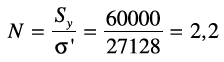 N = S_y / σ' = 60000 / 27128 = 2,2